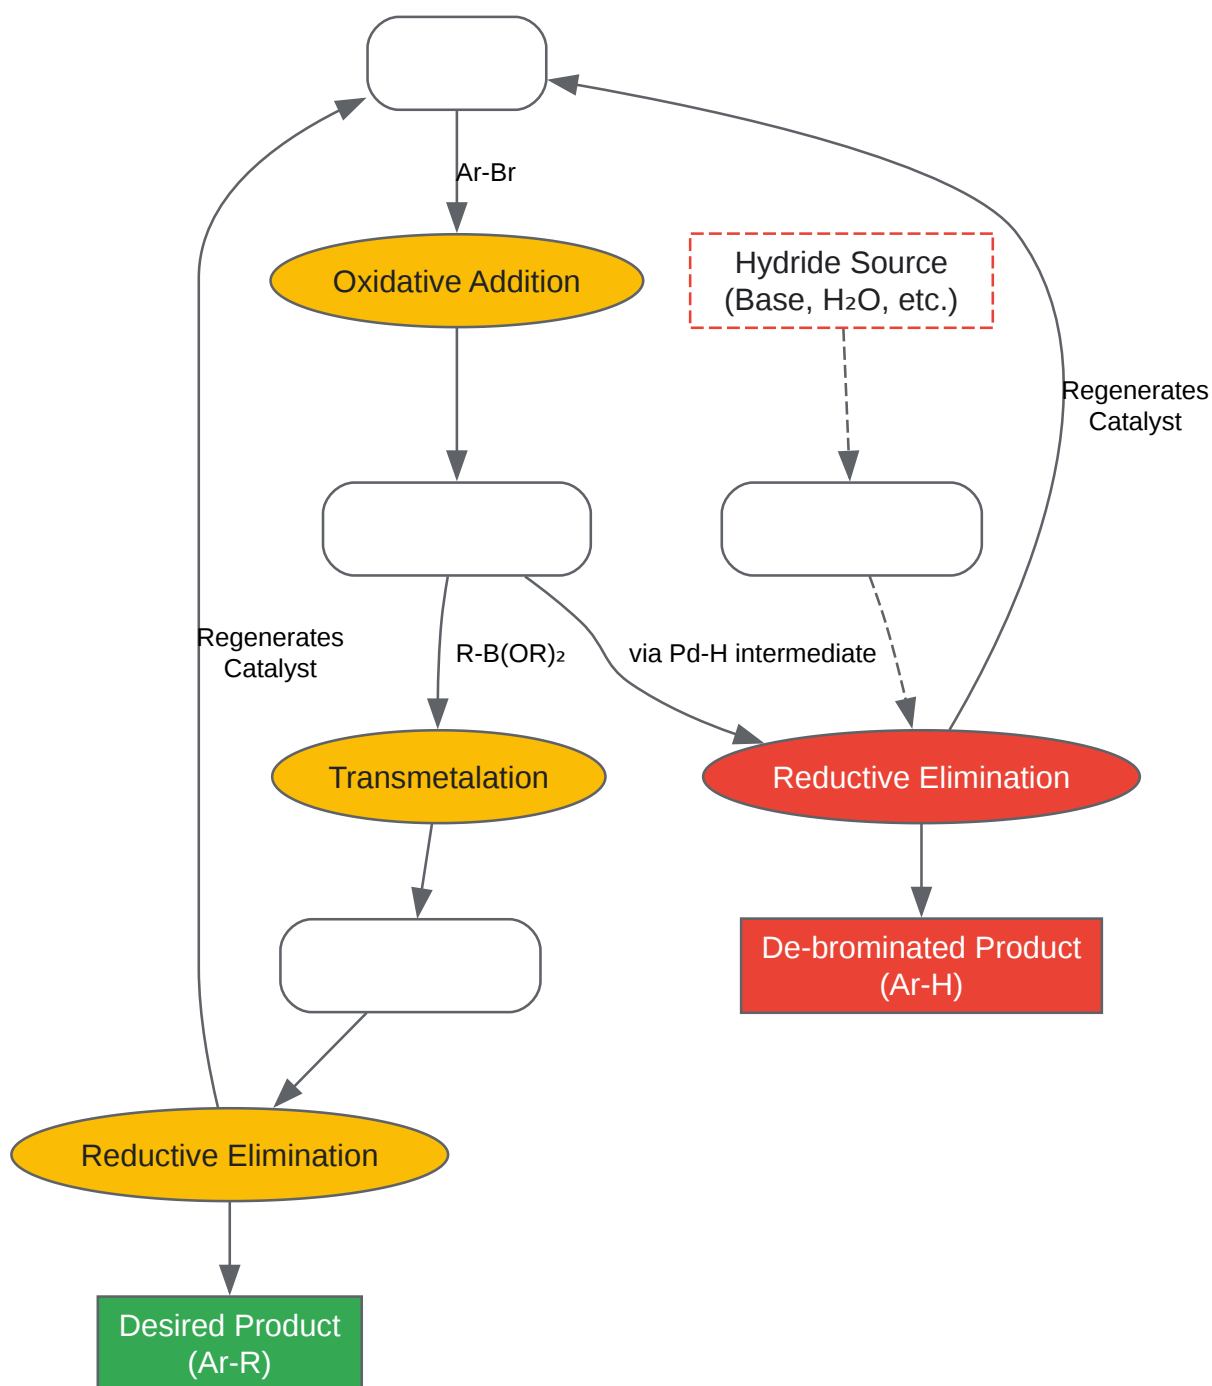 Ar-Br
Oxidative Addition
Hydride Source
(Base, H₂O, etc.)
Regenerates
Catalyst
Regenerates
Catalyst
R-B(OR)₂
via Pd-H intermediate
Transmetalation
Reductive Elimination
De-brominated Product
(Ar-H)
Reductive Elimination
Desired Product
(Ar-R)